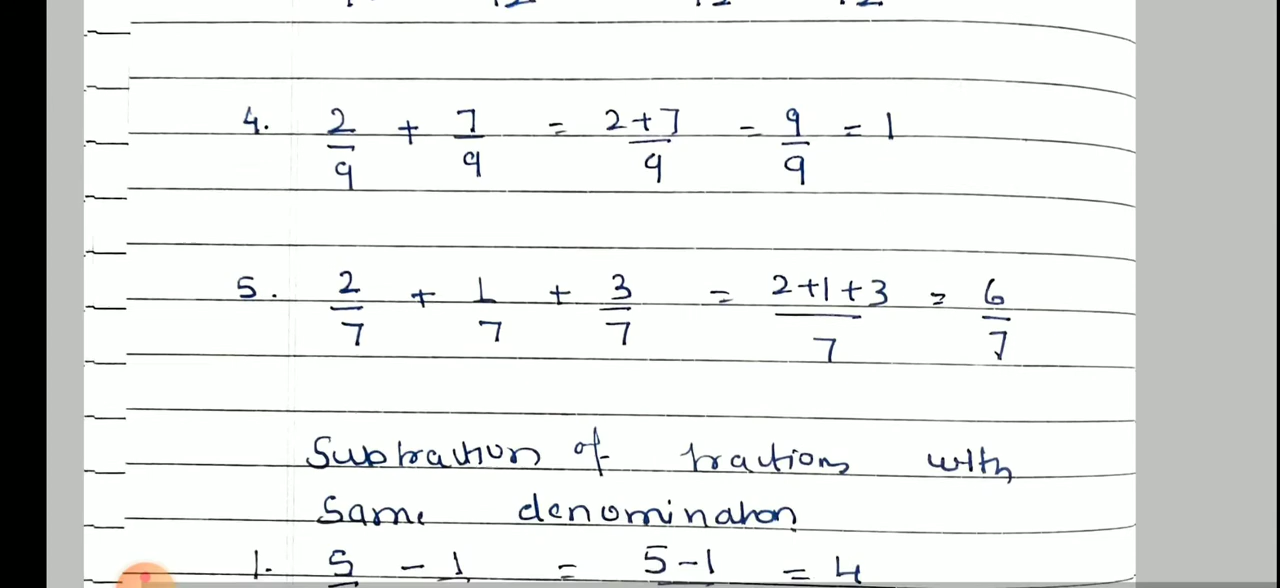 4. 2/9 + 7/9 = 2+7/9 = 9/9 = 1
5. 2/7 + 1/7 + 3/7 = 2+1+3/7 = 6/7
Subtraction of fractions with
same denominator
1. 5 - 1 = 5-1 = 4